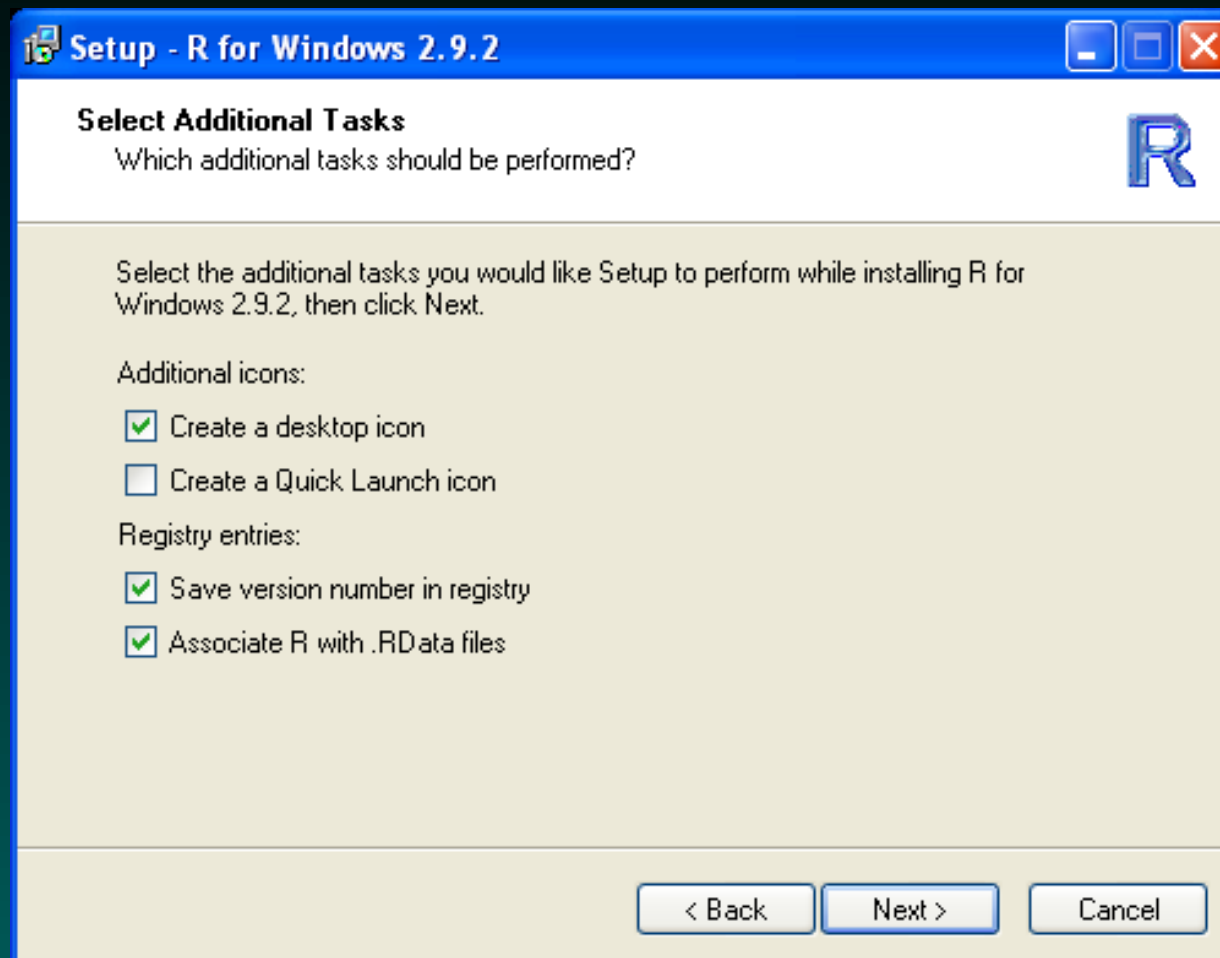 Setup - R for Windows 2.9.2
Select Additional Tasks
Which additional tasks should be performed?
R
Select the additional tasks you would like Setup to perform while installing R for
Windows 2.9.2, then click Next.
Additional icons:
Create a desktop icon
Create a Quick Launch icon
Registry entries:
Save version number in registry
Associate R with .RData files
< Back
Next >
Cancel